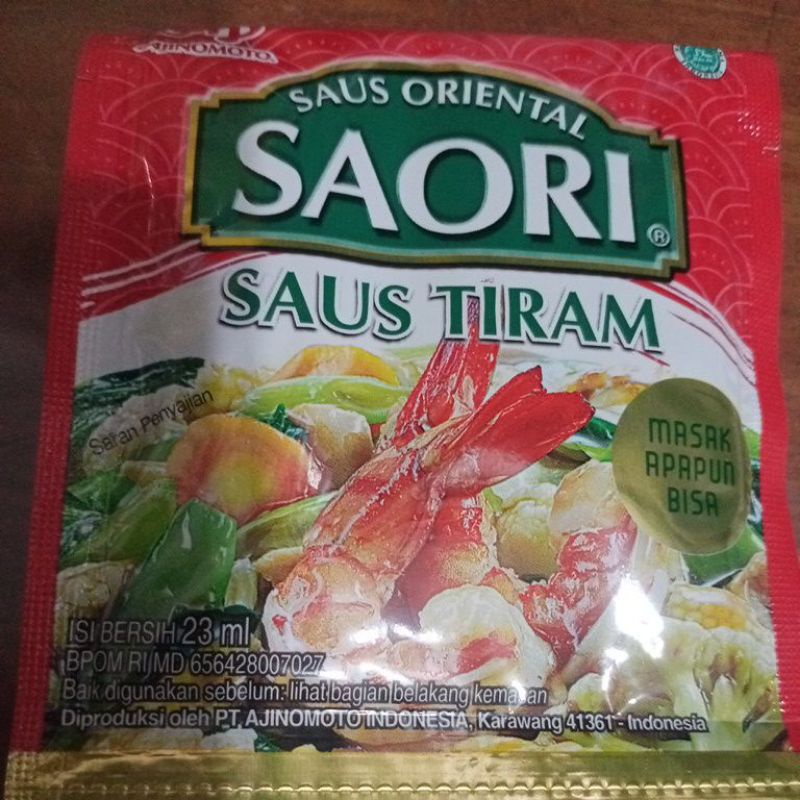 AJINOMOTO
SAUS ORIENTAL
SAORI®
SAUS TIRAM
Saran Penyajian
MASAK
APAPUN
BISA
ISI BERSIH 23 ml
BPOM RI MD 656428007027
Baik digunakan sebelum: lihat bagian belakang kemasan
Diproduksi oleh PT AJINOMOTO INDONESIA, Karawang 41361 - Indonesia